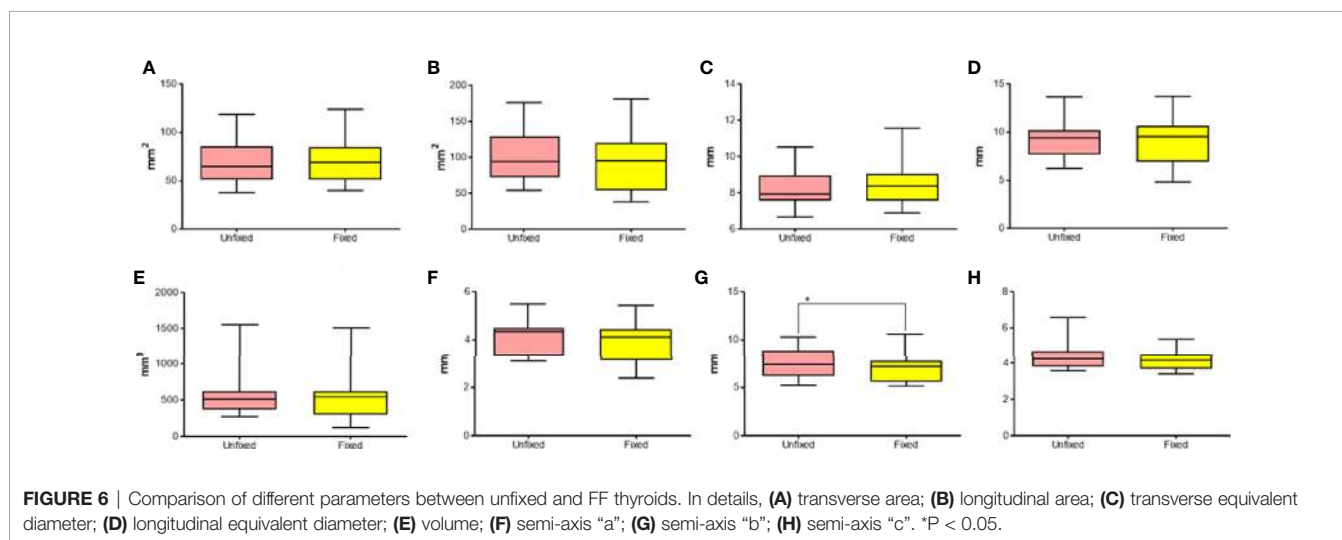 A
B
C
D
150
100
50
0
mm²
Unfixed Fixed
200
150
100
50
0
mm²
Unfixed Fixed
14
12
10
8
6
mm
Unfixed Fixed
15
10
5
0
mm
Unfixed Fixed
E
F
G
H
2000
1500
1000
500
0
mm³
Unfixed Fixed
6
4
2
0
mm
Unfixed Fixed
15
10
5
0
mm
*
Unfixed Fixed
8
6
4
2
0
mm
Unfixed Fixed
FIGURE 6 | Comparison of different parameters between unfixed and FF thyroids. In details, (A) transverse area; (B) longitudinal area; (C) transverse equivalent
diameter; (D) longitudinal equivalent diameter; (E) volume; (F) semi-axis “a”; (G) semi-axis “b”; (H) semi-axis “c”. *P < 0.05.